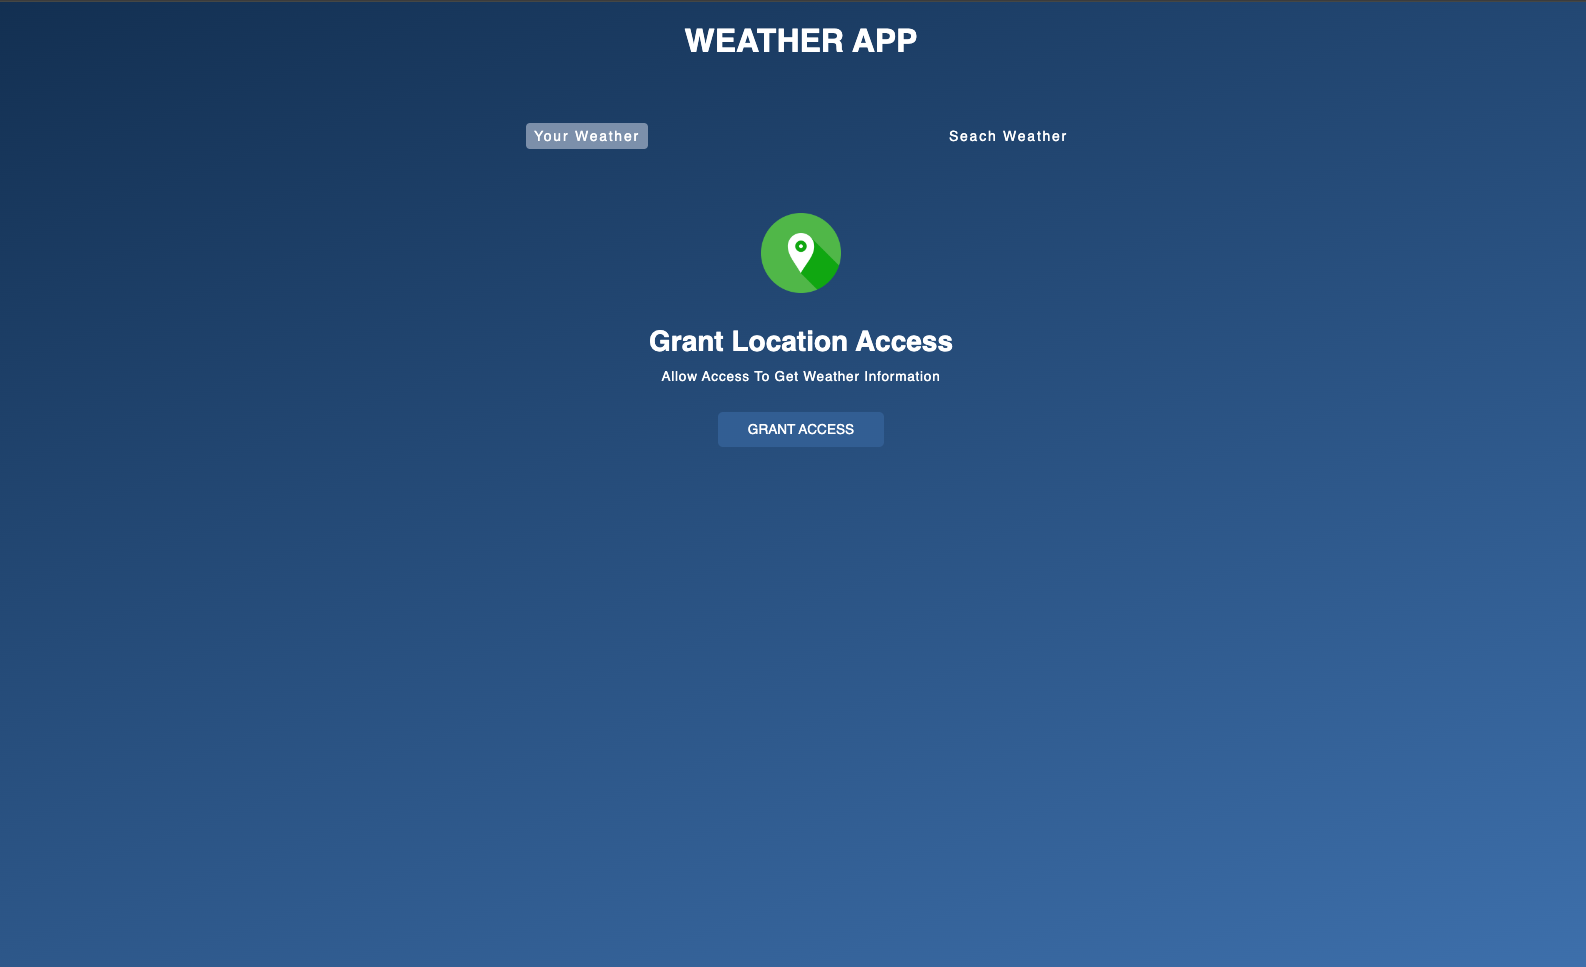 WEATHER APP
Your Weather
Seach Weather
Grant Location Access
Allow Access To Get Weather Information
GRANT ACCESS